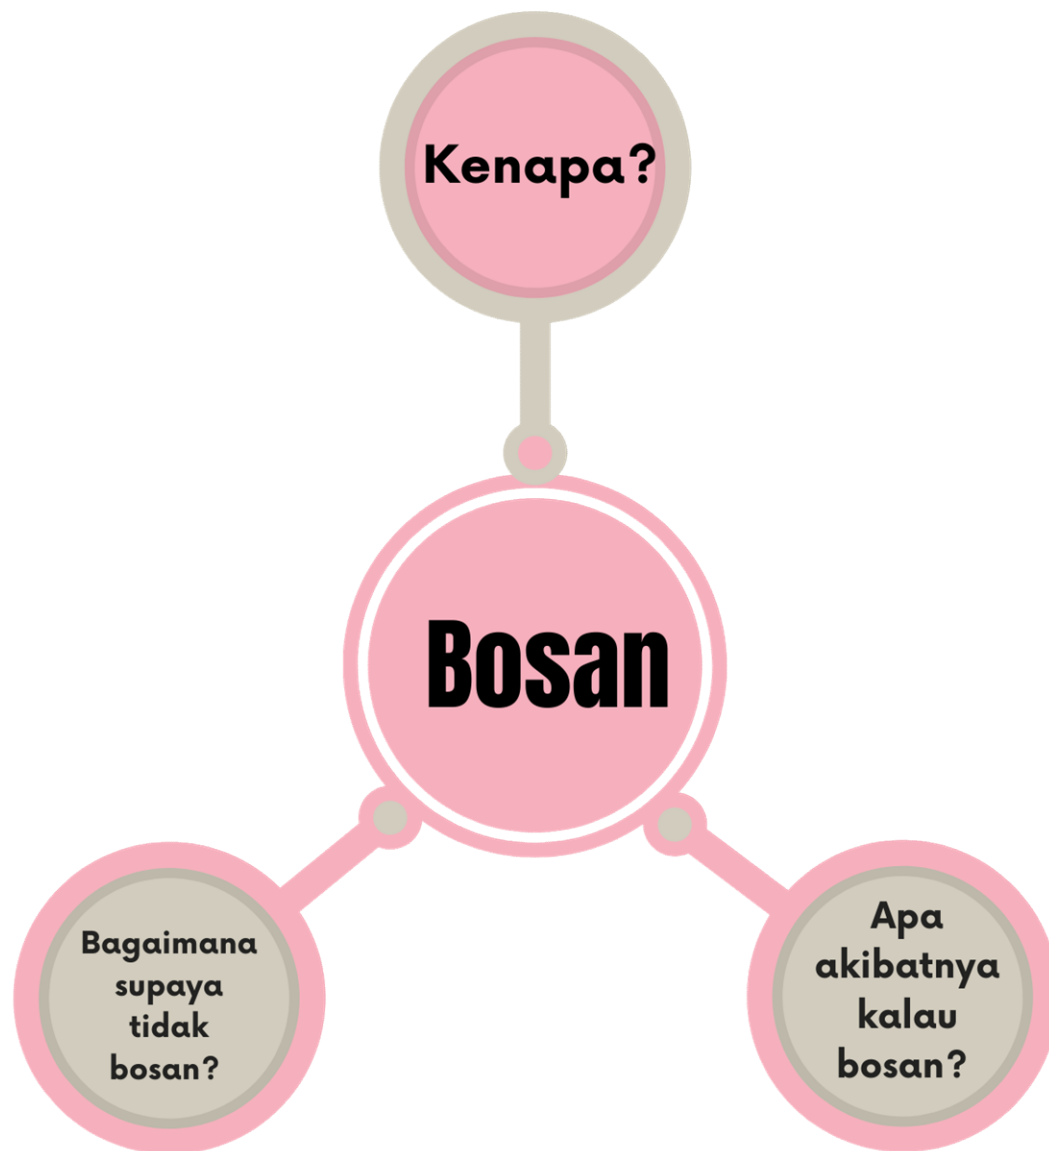 Kenapa?
Bosan
Bagaimana
supaya
tidak
bosan?
Apa
akibatnya
kalau
bosan?